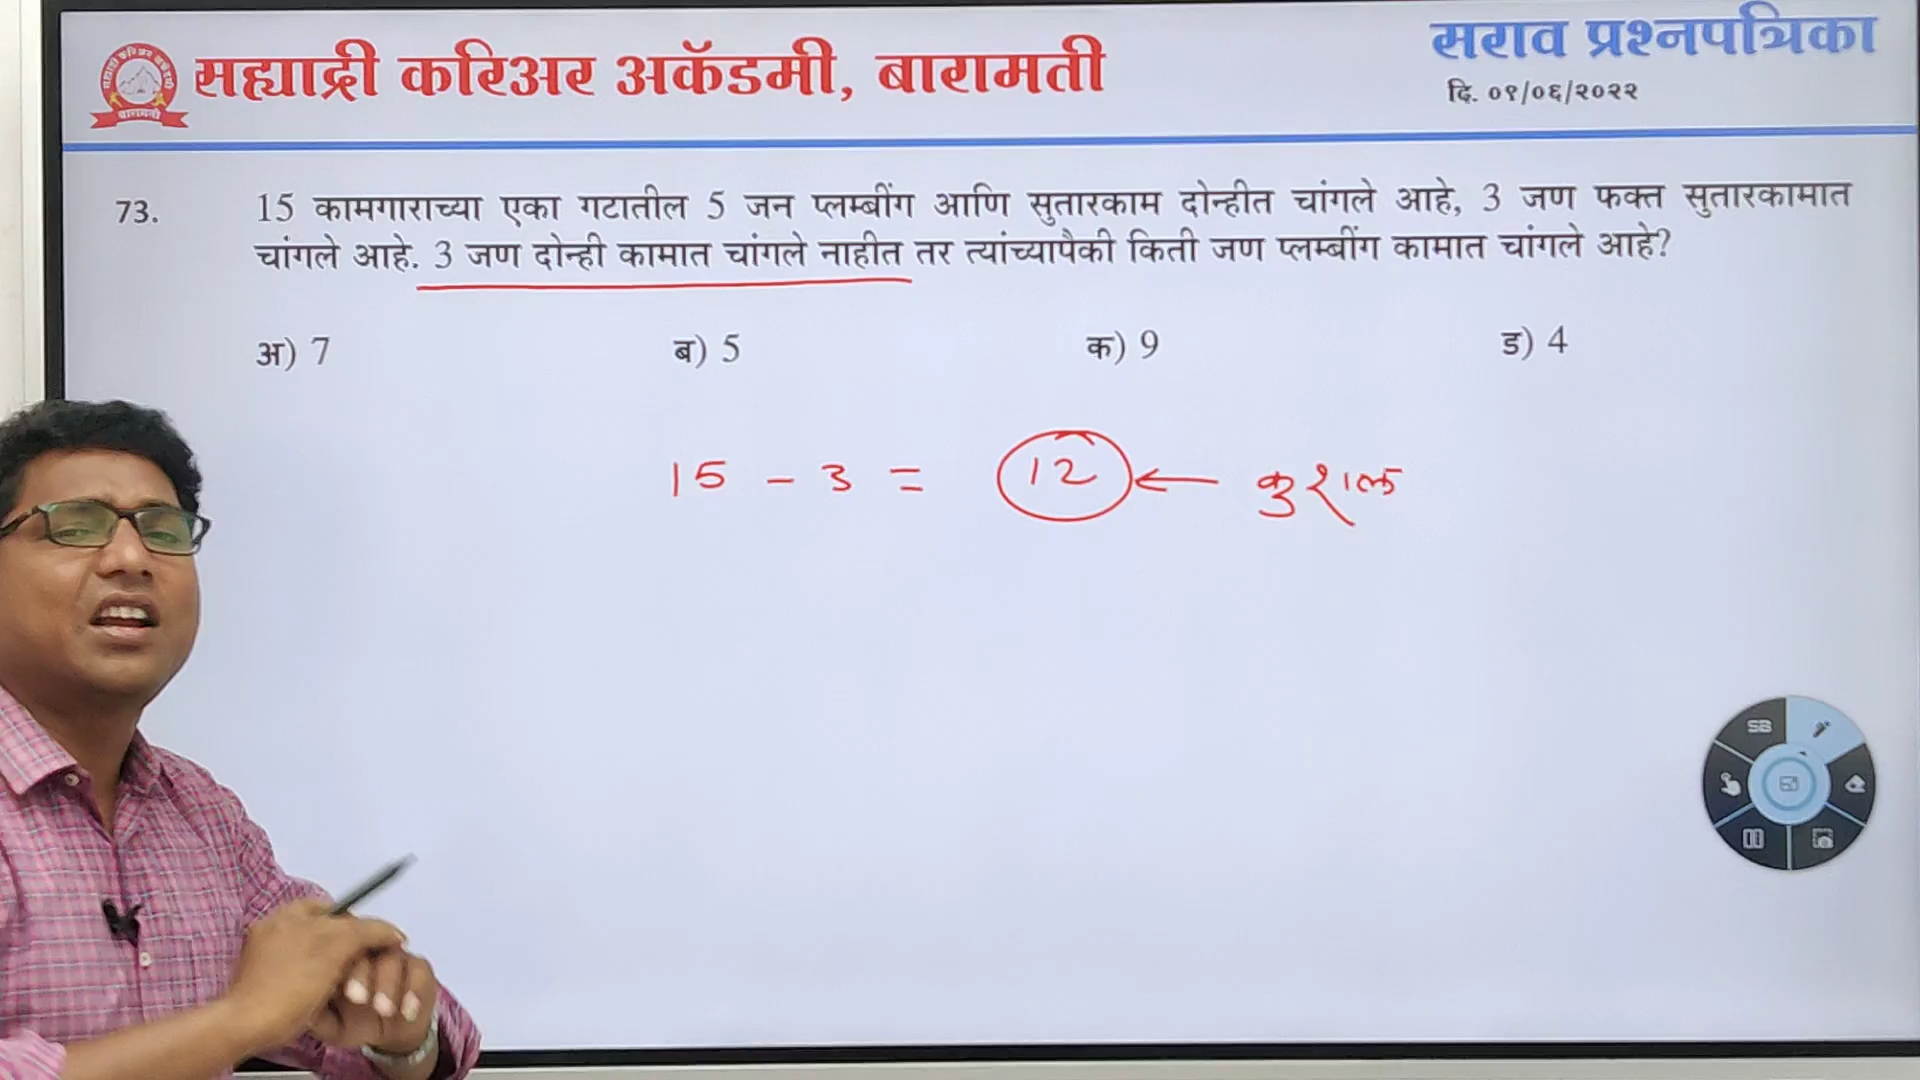 सह्याद्री करिअर अकॅडमी, बारामती
सराव प्रश्नपत्रिका
दि. ०९/०६/२०२२
73. 15 कामगाराच्या एका गटातील 5 जन प्लम्बींग आणि सुतारकाम दोन्हीत चांगले आहे, 3 जण फक्त सुतारकामात
चांगले आहे. 3 जण दोन्ही कामात चांगले नाहीत तर त्यांच्यापैकी किती जण प्लम्बींग कामात चांगले आहे?
अ) 7 ब) 5 क) 9 ड) 4
15 - 3 = 12 ← कुशल
SB